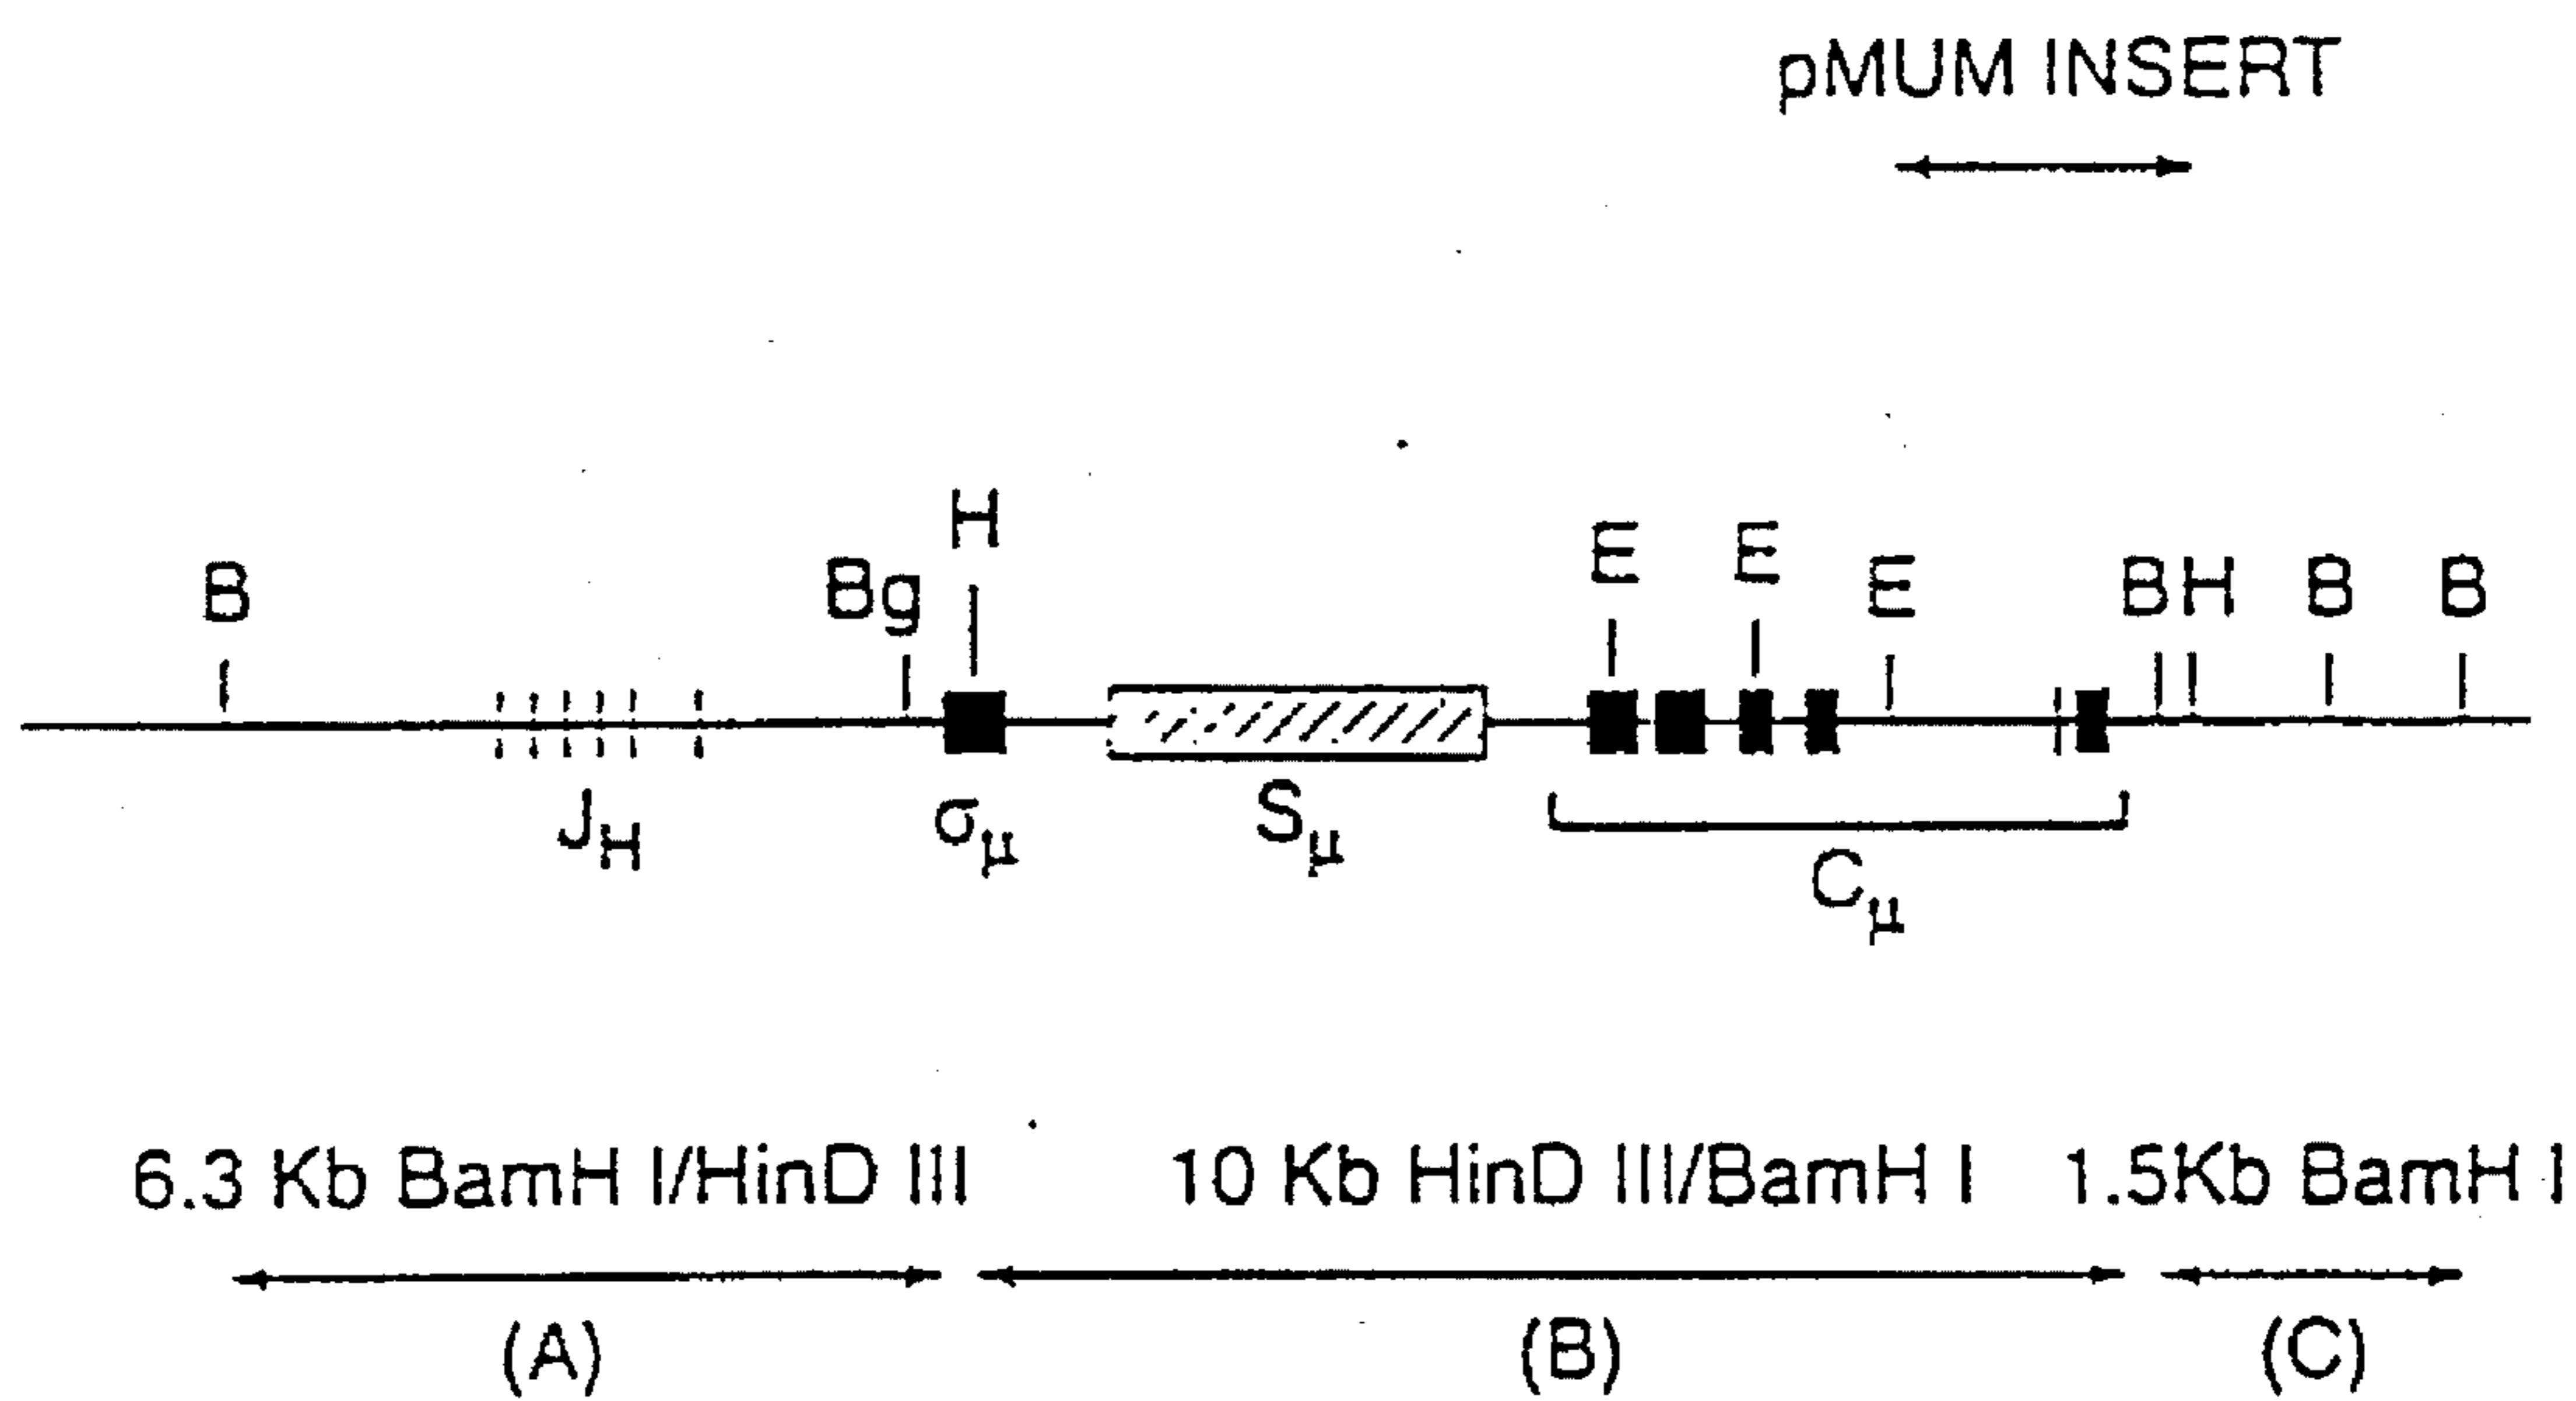 pMUM INSERT
B Bg H E E E B H B B
J_H σ_μ S_μ C_μ
6.3 Kb BamH I/HinD III 10 Kb HinD III/BamH I 1.5Kb BamH I
(A) (B) (C)